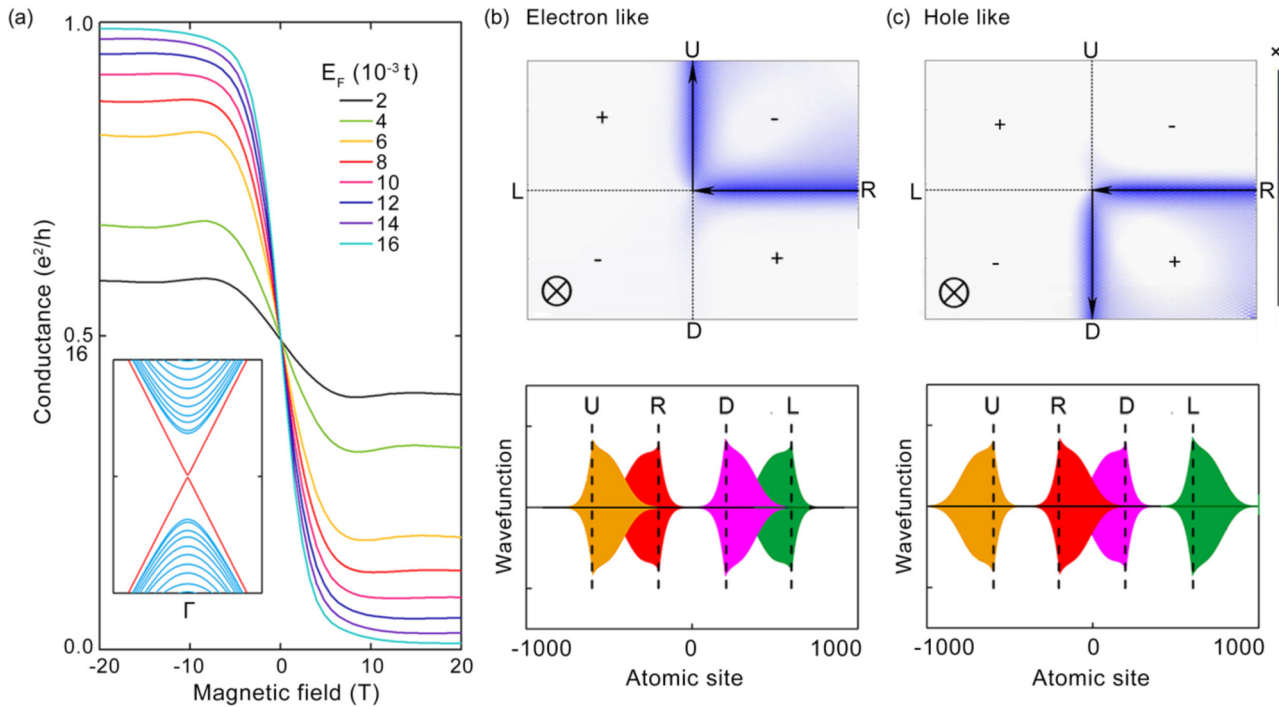 (a)
1.0
0.5
16
0.0
Conductance (e²/h)
E_F (10⁻³ t)
2
4
6
8
10
12
14
16
Γ
-20
-10
0
10
20
Magnetic field (T)
(b) Electron like
U
+
-
L
R
-
+
D
U R D L
Wavefunction
-1000
0
1000
Atomic site
(c) Hole like
×
U
+
-
L
R
-
+
D
U R D L
Wavefunction
-1000
0
1000
Atomic site